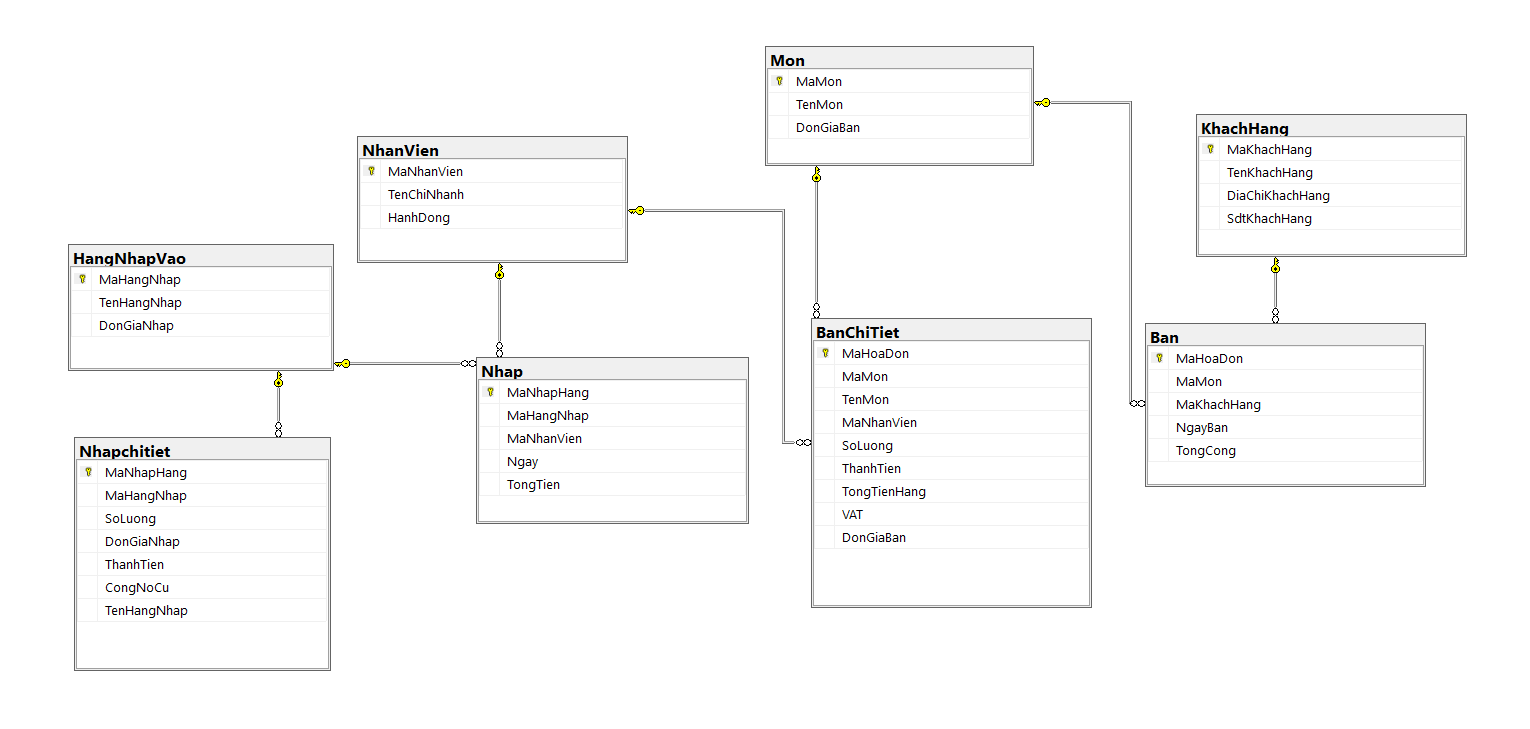 Mon
MaMon
TenMon
DonGiaBan
KhachHang
MaKhachHang
TenKhachHang
DiaChiKhachHang
SdtKhachHang
NhanVien
MaNhanVien
TenChiNhanh
HanhDong
HangNhapVao
MaHangNhap
TenHangNhap
DonGiaNhap
BanChiTiet
MaHoaDon
MaMon
TenMon
MaNhanVien
SoLuong
ThanhTien
TongTienHang
VAT
DonGiaBan
Ban
MaHoaDon
MaMon
MaKhachHang
NgayBan
TongCong
Nhap
MaNhapHang
MaHangNhap
MaNhanVien
Ngay
TongTien
Nhapchitiet
MaNhapHang
MaHangNhap
SoLuong
DonGiaNhap
ThanhTien
CongNoCu
TenHangNhap